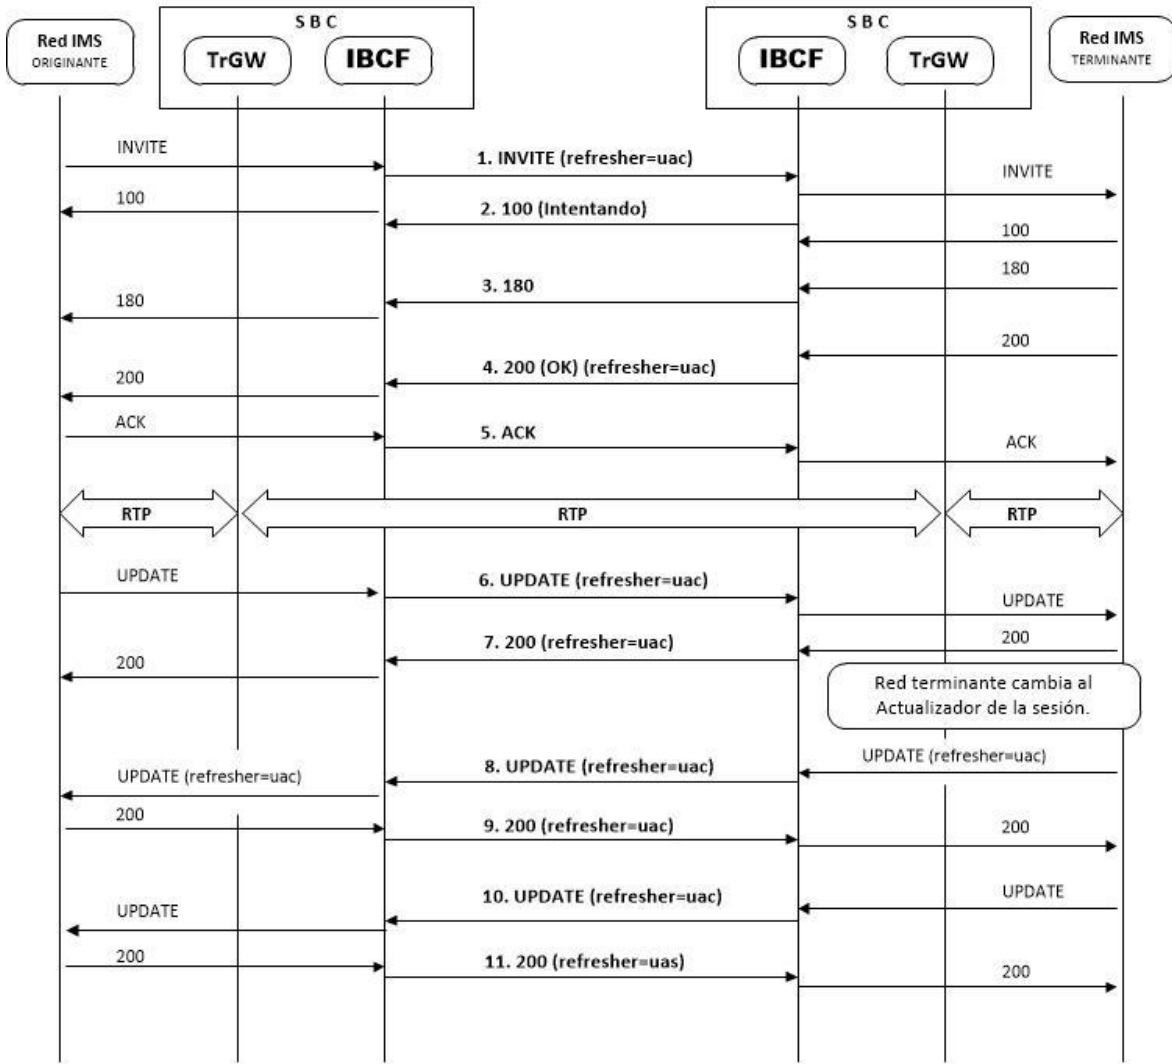 S B C
S B C
Red IMS
ORIGINANTE
TrGW
IBCF
IBCF
TrGW
Red IMS
TERMINANTE
INVITE
1. INVITE (refresher=uac)
INVITE
100
2. 100 (Intentando)
100
180
3. 180
180
200
4. 200 (OK) (refresher=uac)
200
ACK
5. ACK
ACK
RTP
RTP
RTP
UPDATE
6. UPDATE (refresher=uac)
UPDATE
200
7. 200 (refresher=uac)
200
Red terminante cambia al
Actualizador de la sesión.
UPDATE (refresher=uac)
8. UPDATE (refresher=uac)
UPDATE (refresher=uac)
200
9. 200 (refresher=uac)
200
10. UPDATE (refresher=uac)
UPDATE
UPDATE
200
11. 200 (refresher=uas)
200